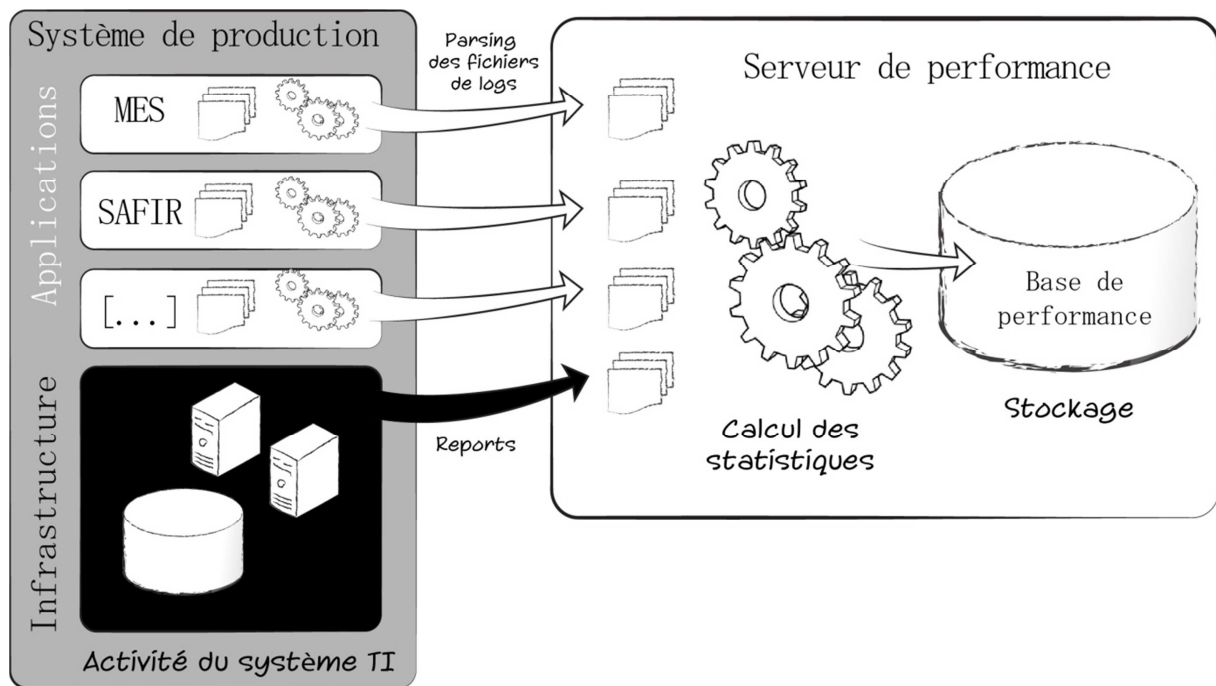 Système de production
Applications
MES
SAFIR
[...]
Infrastructure
Activité du système TI
Parsing
des fichiers
de logs
Reports
Serveur de performance
Calcul des
statistiques
Base de
performance
Stockage